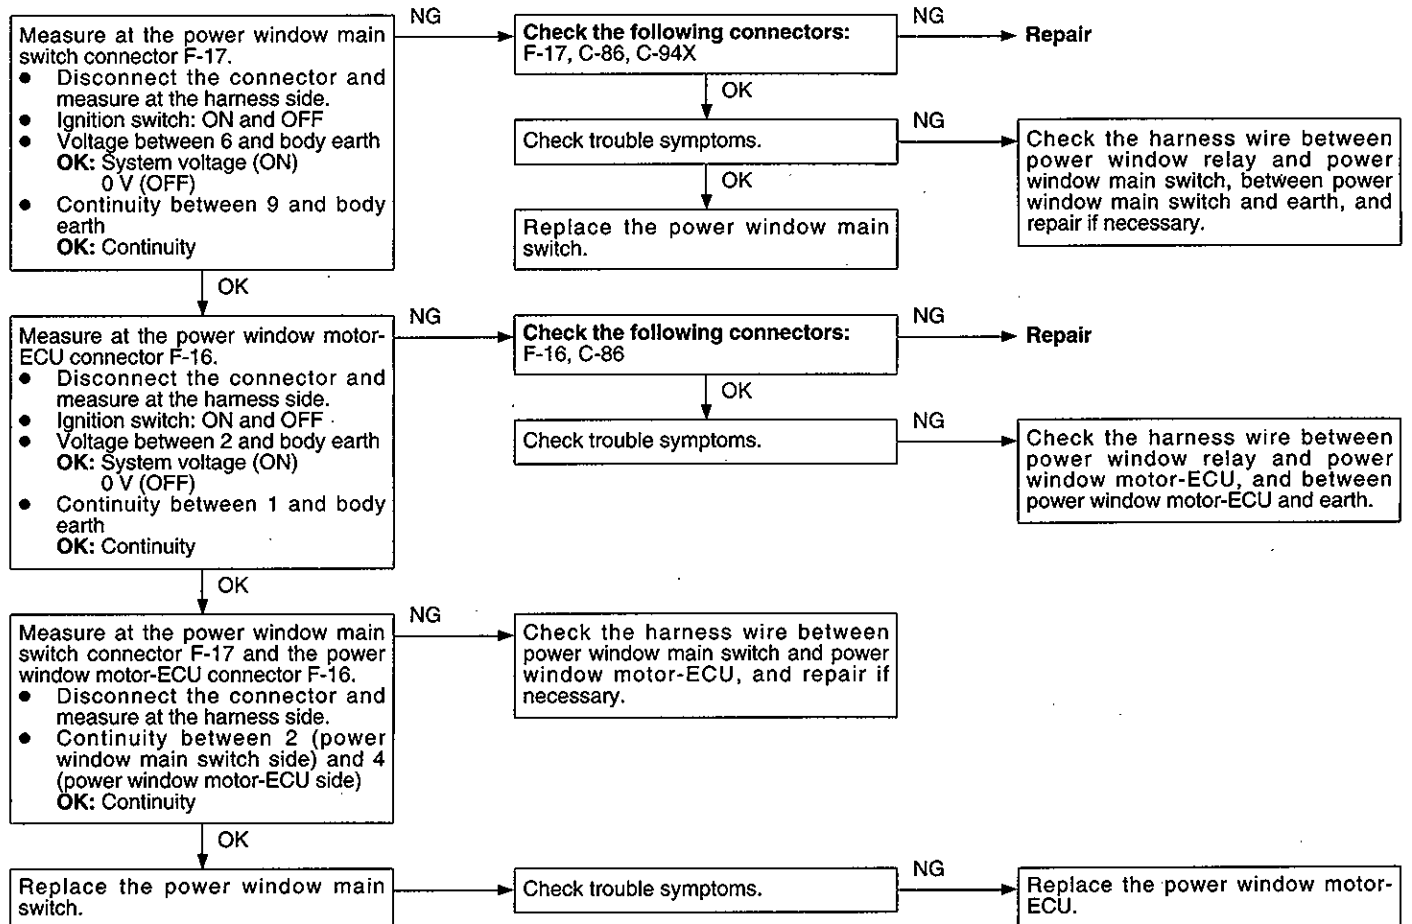 Measure at the power window main
switch connector F-17.
● Disconnect the connector and
measure at the harness side.
● Ignition switch: ON and OFF
● Voltage between 6 and body earth
OK: System voltage (ON)
0 V (OFF)
● Continuity between 9 and body
earth
OK: Continuity
NG
Check the following connectors:
F-17, C-86, C-94X
NG
Repair
OK
Check trouble symptoms.
NG
Check the harness wire between
power window relay and power
window main switch, between power
window main switch and earth, and
repair if necessary.
OK
Replace the power window main
switch.
OK
Measure at the power window motor-
ECU connector F-16.
● Disconnect the connector and
measure at the harness side.
● Ignition switch: ON and OFF
● Voltage between 2 and body earth
OK: System voltage (ON)
0 V (OFF)
● Continuity between 1 and body
earth
OK: Continuity
NG
Check the following connectors:
F-16, C-86
NG
Repair
OK
Check trouble symptoms.
NG
Check the harness wire between
power window relay and power
window motor-ECU, and between
power window motor-ECU and earth.
OK
Measure at the power window main
switch connector F-17 and the power
window motor-ECU connector F-16.
● Disconnect the connector and
measure at the harness side.
● Continuity between 2 (power
window main switch side) and 4
(power window motor-ECU side)
OK: Continuity
NG
Check the harness wire between
power window main switch and power
window motor-ECU, and repair if
necessary.
OK
Replace the power window main
switch.
Check trouble symptoms.
NG
Replace the power window motor-
ECU.